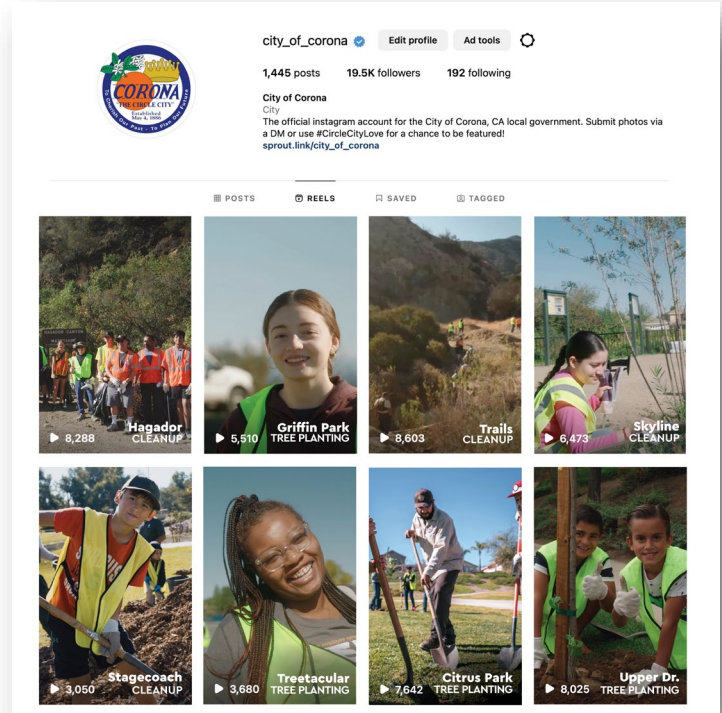 city_of_corona Edit profile Ad tools
1,445 posts 19.5K followers 192 following
City of Corona
City
The official instagram account for the City of Corona, CA local government. Submit photos via
a DM or use #CircleCityLove for a chance to be featured!
sprout.link/city_of_corona
CORONA
"THE CIRCLE CITY"
Established
May 4, 1886
To Cherish Our Past - To Plan Our Future
POSTS REELS SAVED TAGGED
HAGADOR CANYON
Hagador
CLEANUP
8,288
Griffin Park
TREE PLANTING
5,510
Trails
CLEANUP
8,603
Skyline
CLEANUP
6,473
Stagecoach
CLEANUP
3,050
Treetacular
TREE PLANTING
3,680
Citrus Park
TREE PLANTING
7,642
Upper Dr.
TREE PLANTING
8,025